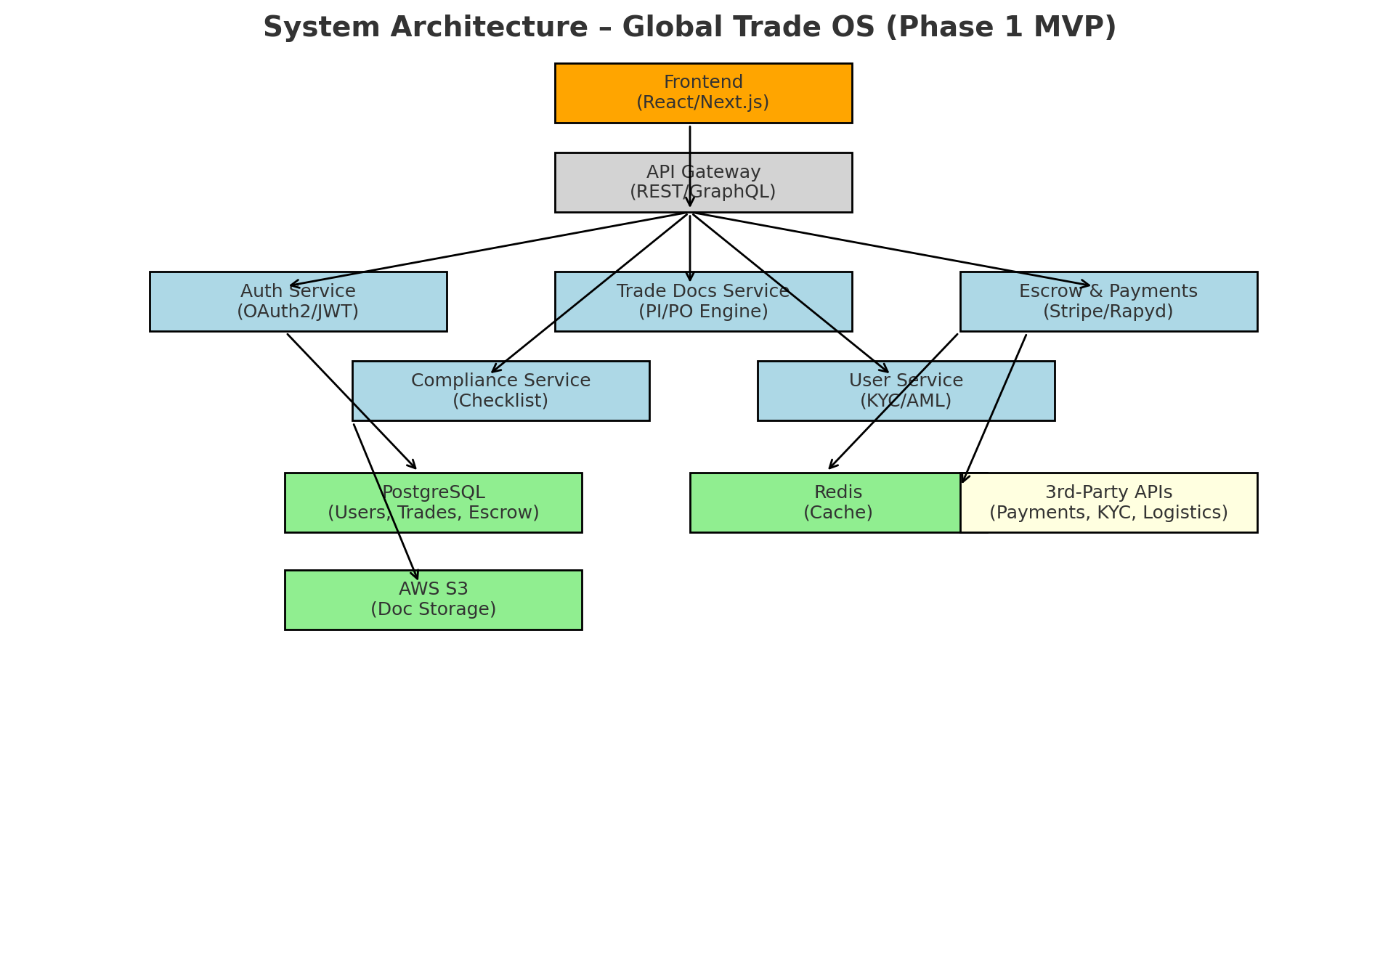 System Architecture – Global Trade OS (Phase 1 MVP)
Frontend
(React/Next.js)
API Gateway
(REST/GraphQL)
Auth Service
(OAuth2/JWT)
Trade Docs Service
(PI/PO Engine)
Escrow & Payments
(Stripe/Rapyd)
Compliance Service
(Checklist)
User Service
(KYC/AML)
PostgreSQL
(Users, Trades, Escrow)
Redis
(Cache)
3rd-Party APIs
(Payments, KYC, Logistics)
AWS S3
(Doc Storage)